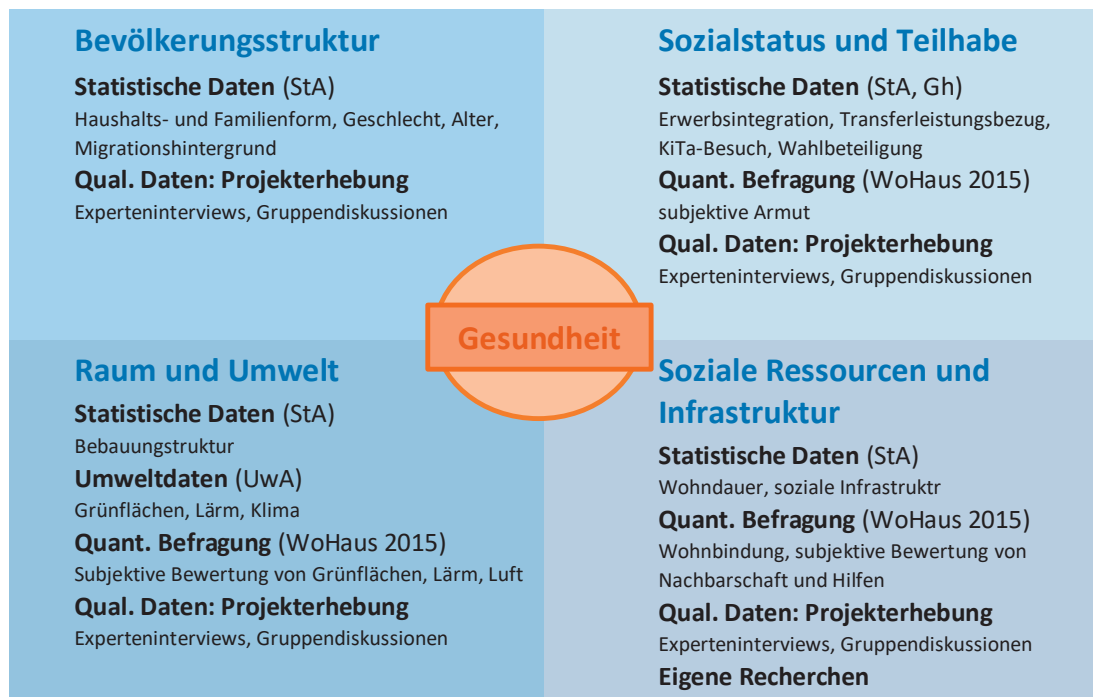 Bevölkerungsstruktur
Statistische Daten (StA)
Haushalts- und Familienform, Geschlecht, Alter,
Migrationshintergrund
Qual. Daten: Projekterhebung
Experteninterviews, Gruppendiskussionen
Sozialstatus und Teilhabe
Statistische Daten (StA, Gh)
Erwerbsintegration, Transferleistungsbezug,
KiTa-Besuch, Wahlbeteiligung
Quant. Befragung (WoHaus 2015)
subjektive Armut
Qual. Daten: Projekterhebung
Experteninterviews, Gruppendiskussionen
Gesundheit
Raum und Umwelt
Statistische Daten (StA)
Bebauungstruktur
Umweltdaten (UwA)
Grünflächen, Lärm, Klima
Quant. Befragung (WoHaus 2015)
Subjektive Bewertung von Grünflächen, Lärm, Luft
Qual. Daten: Projekterhebung
Experteninterviews, Gruppendiskussionen
Soziale Ressourcen und
Infrastruktur
Statistische Daten (StA)
Wohndauer, soziale Infrastruktr
Quant. Befragung (WoHaus 2015)
Wohnbindung, subjektive Bewertung von
Nachbarschaft und Hilfen
Qual. Daten: Projekterhebung
Experteninterviews, Gruppendiskussionen
Eigene Recherchen